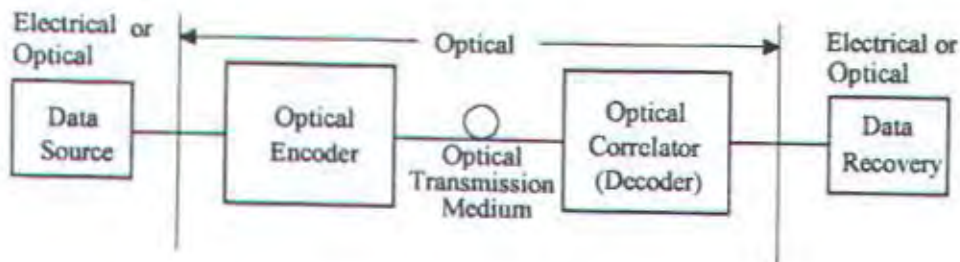 Electrical or
Optical
Data
Source
Optical
Optical
Encoder
Optical
Transmission
Medium
Optical
Correlator
(Decoder)
Electrical or
Optical
Data
Recovery